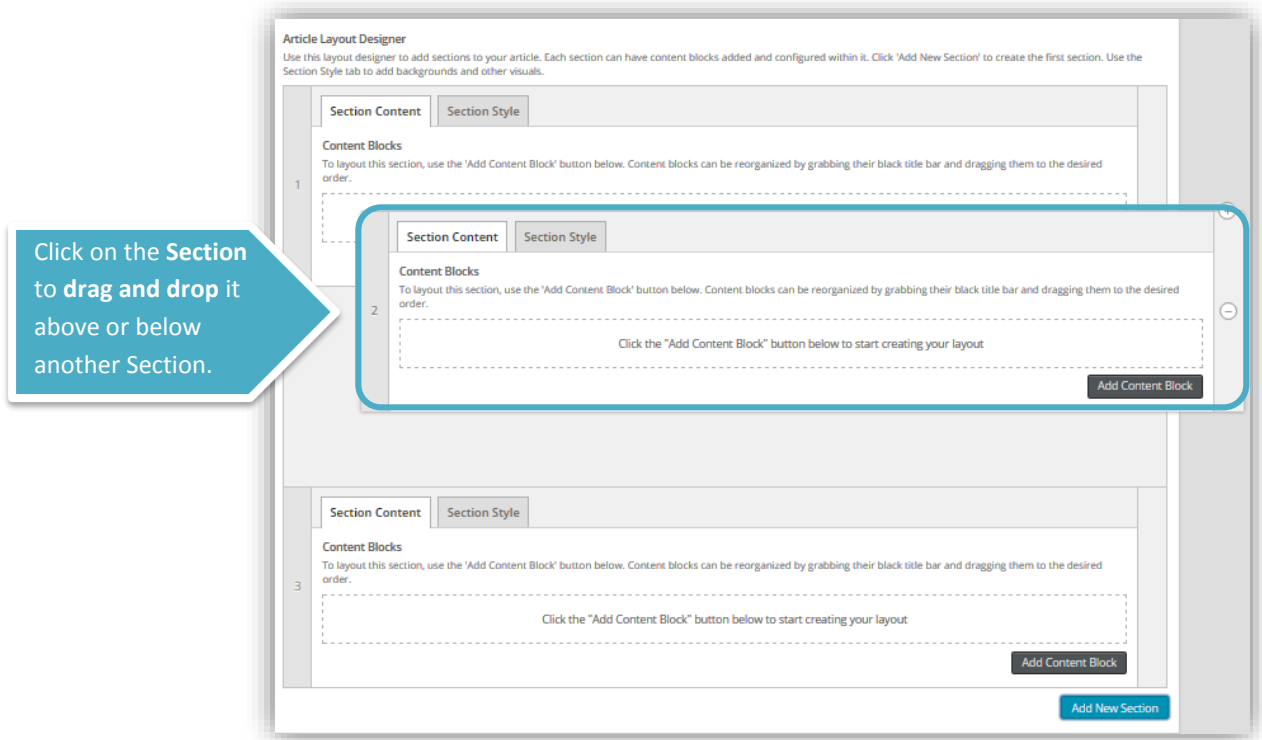 Article Layout Designer
Use this layout designer to add sections to your article. Each section can have content blocks added and configured within it. Click 'Add New Section' to create the first section. Use the
Section Style tab to add backgrounds and other visuals.
Section Content Section Style
Content Blocks
To layout this section, use the 'Add Content Block' button below. Content blocks can be reorganized by grabbing their black title bar and dragging them to the desired
order.
1
Click on the Section
to drag and drop it
above or below
another Section.
Section Content Section Style
Content Blocks
To layout this section, use the 'Add Content Block' button below. Content blocks can be reorganized by grabbing their black title bar and dragging them to the desired
order.
2
Click the "Add Content Block" button below to start creating your layout
Add Content Block
Section Content Section Style
Content Blocks
To layout this section, use the 'Add Content Block' button below. Content blocks can be reorganized by grabbing their black title bar and dragging them to the desired
order.
3
Click the "Add Content Block" button below to start creating your layout
Add Content Block
Add New Section